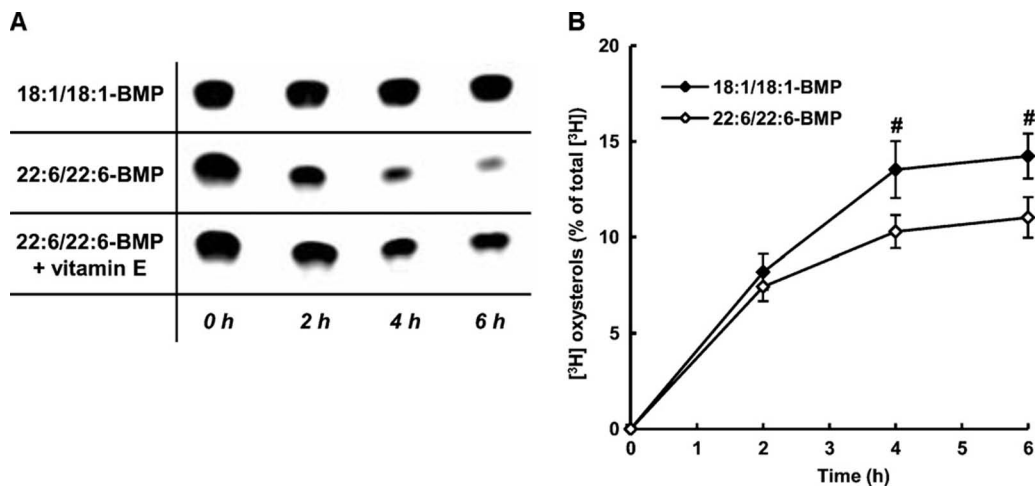 A
18:1/18:1-BMP
22:6/22:6-BMP
22:6/22:6-BMP
+ vitamin E
0 h 2 h 4 h 6 h
B
[³H] oxysterols (% of total [³H])
20
15
10
5
0
18:1/18:1-BMP
22:6/22:6-BMP
# #
0 1 2 3 4 5 6
Time (h)